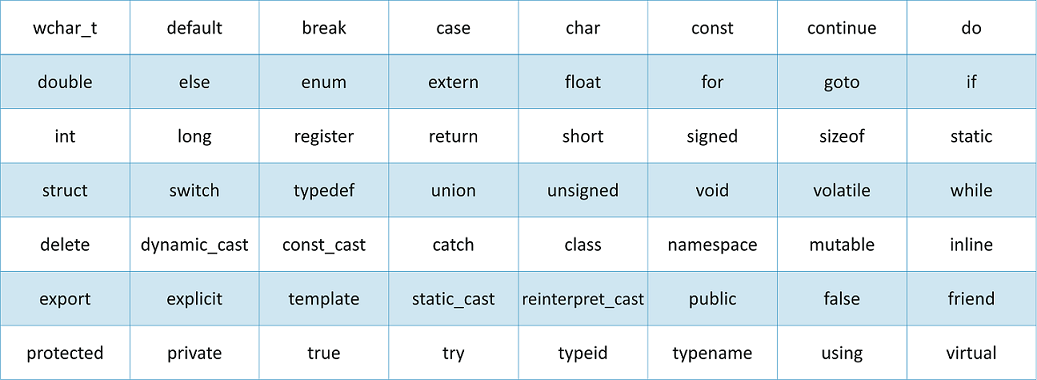 wchar_t default break case char const continue do
double else enum extern float for goto if
int long register return short signed sizeof static
struct switch typedef union unsigned void volatile while
delete dynamic_cast const_cast catch class namespace mutable inline
export explicit template static_cast reinterpret_cast public false friend
protected private true try typeid typename using virtual